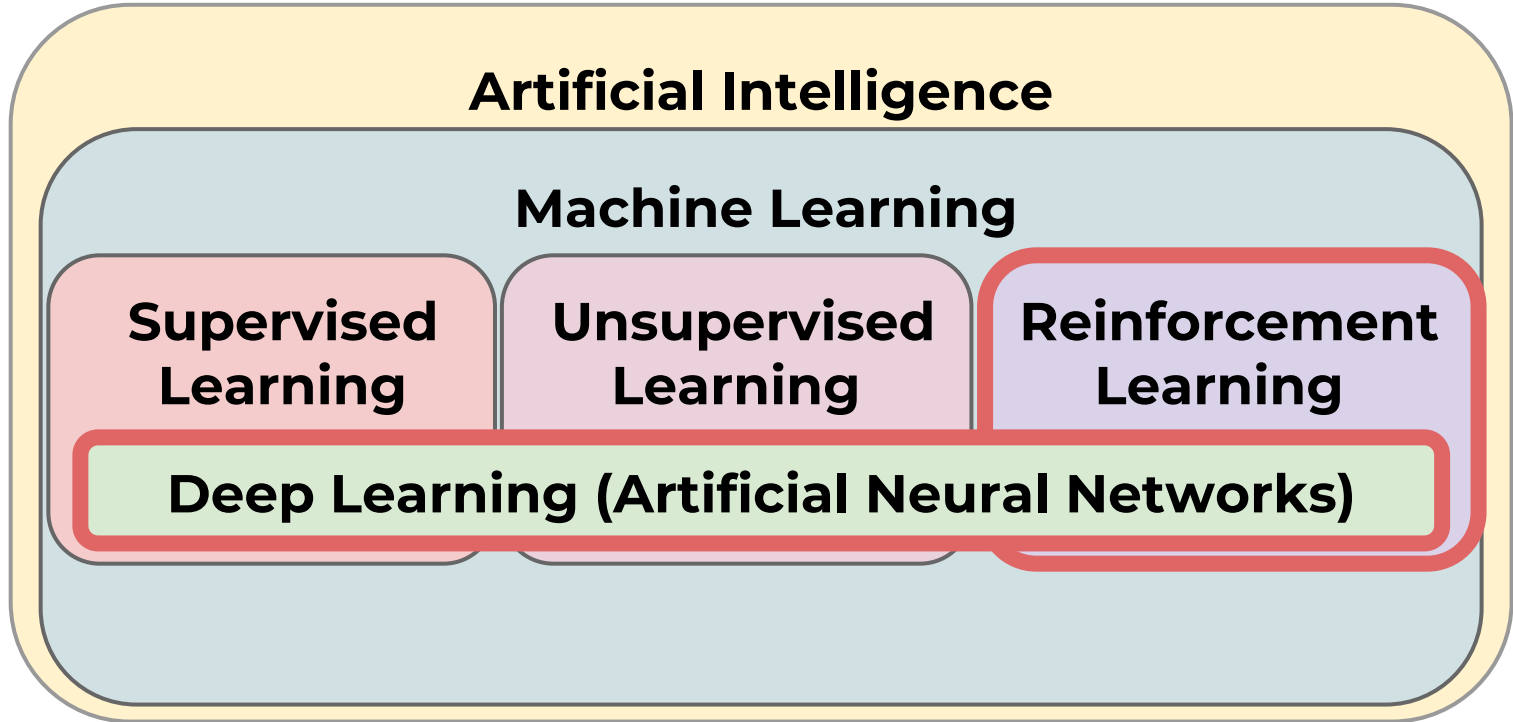 Artificial Intelligence
Machine Learning
Supervised
Learning
Unsupervised
Learning
Reinforcement
Learning
Deep Learning (Artificial Neural Networks)